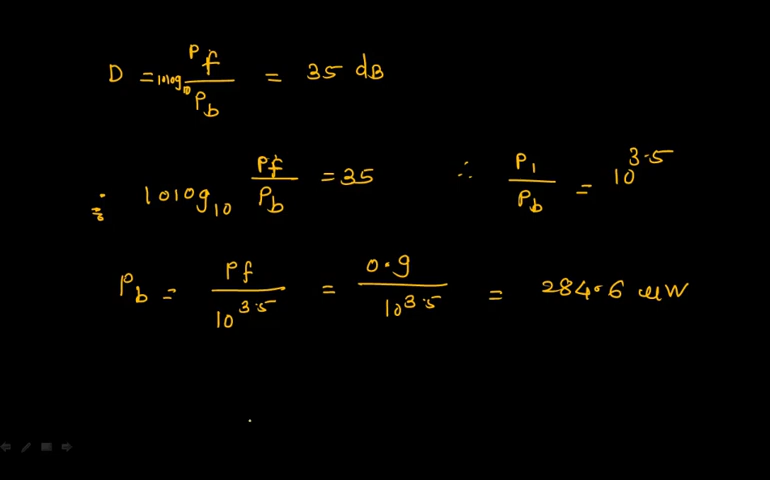 D = 10log₁₀ Pf/Pb = 35 dB
∴ 10log₁₀ Pf/Pb = 35 ∴ P1/Pb = 10^3.5
Pb = Pf/10^3.5 = 0.9/10^3.5 = 284.6 uW